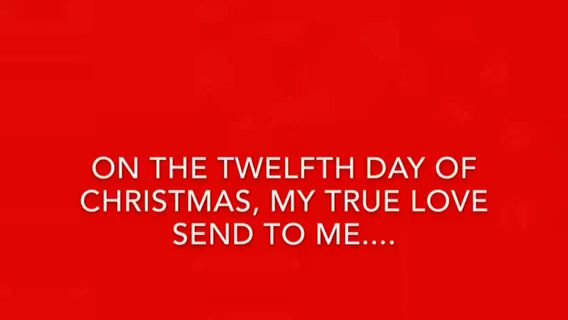 ON THE TWELFTH DAY OF
CHRISTMAS, MY TRUE LOVE
SEND TO ME....